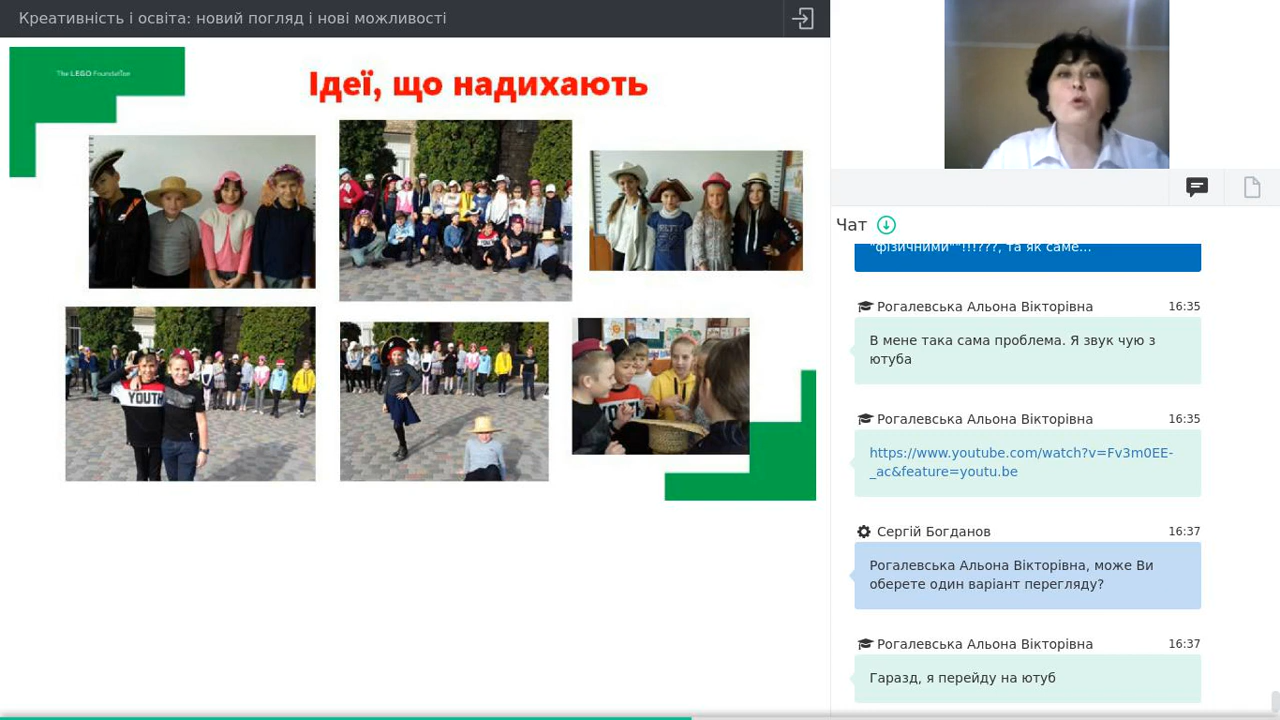 Креативність і освіта: новий погляд і нові можливості
The LEGO Foundation
Ідеї, що надихають
YOUTH
Чат
"фізичними""!!!???, та як саме...
Рогалевська Альона Вікторівна 16:35
В мене така сама проблема. Я звук чую з
ютуба
Рогалевська Альона Вікторівна 16:35
https://www.youtube.com/watch?v=Fv3m0EE-
_ac&feature=youtu.be
Сергій Богданов 16:37
Рогалевська Альона Вікторівна, може Ви
оберете один варіант перегляду?
Рогалевська Альона Вікторівна 16:37
Гаразд, я перейду на ютуб